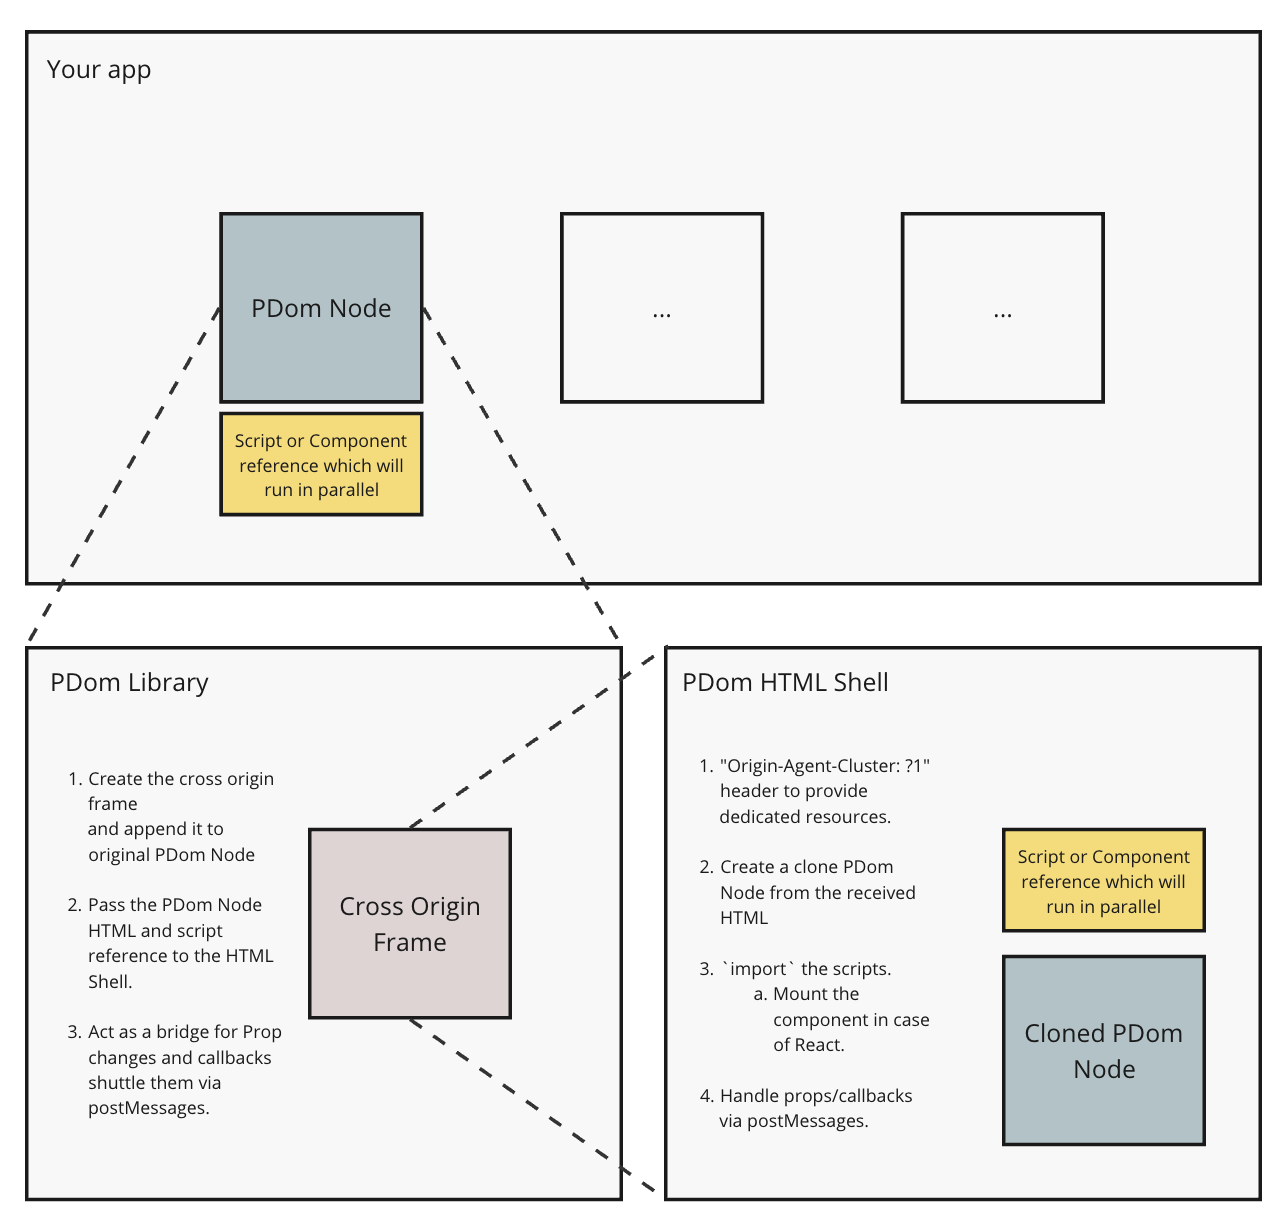 Your app
PDom Node
...
...
Script or Component
reference which will
run in parallel
PDom Library
1. Create the cross origin
frame
and append it to
original PDom Node
2. Pass the PDom Node
HTML and script
reference to the HTML
Shell.
3. Act as a bridge for Prop
changes and callbacks
shuttle them via
postMessages.
Cross Origin
Frame
PDom HTML Shell
1. "Origin-Agent-Cluster: ?1"
header to provide
dedicated resources.
2. Create a clone PDom
Node from the received
HTML
3. `import` the scripts.
a. Mount the
component in case
of React.
4. Handle props/callbacks
via postMessages.
Script or Component
reference which will
run in parallel
Cloned PDom
Node